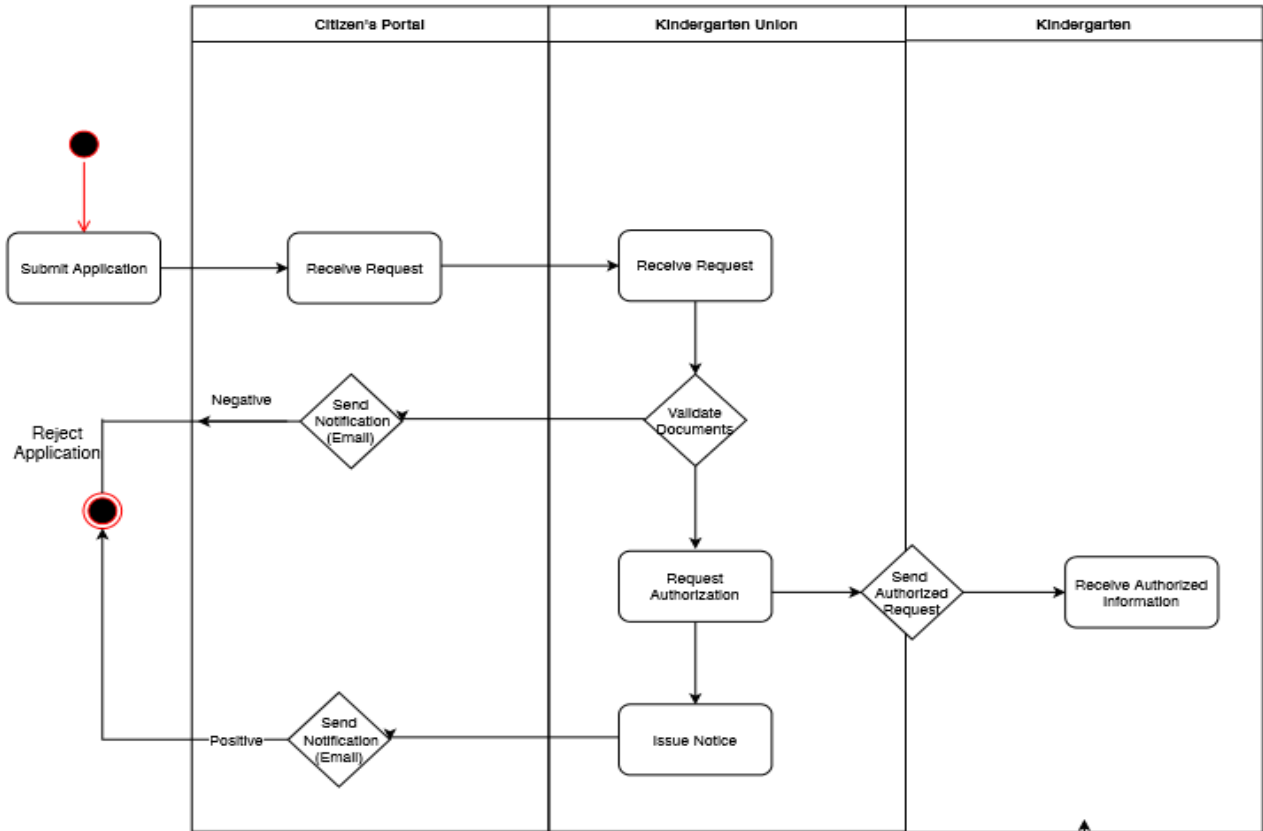 Citizen's Portal
Kindergarten Union
Kindergarten
Submit Application
Receive Request
Receive Request
Negative
Send
Notification
(Email)
Validate
Documents
Reject
Application
Request
Authorization
Send
Authorized
Request
Receive Authorized
Information
Positive
Send
Notification
(Email)
Issue Notice